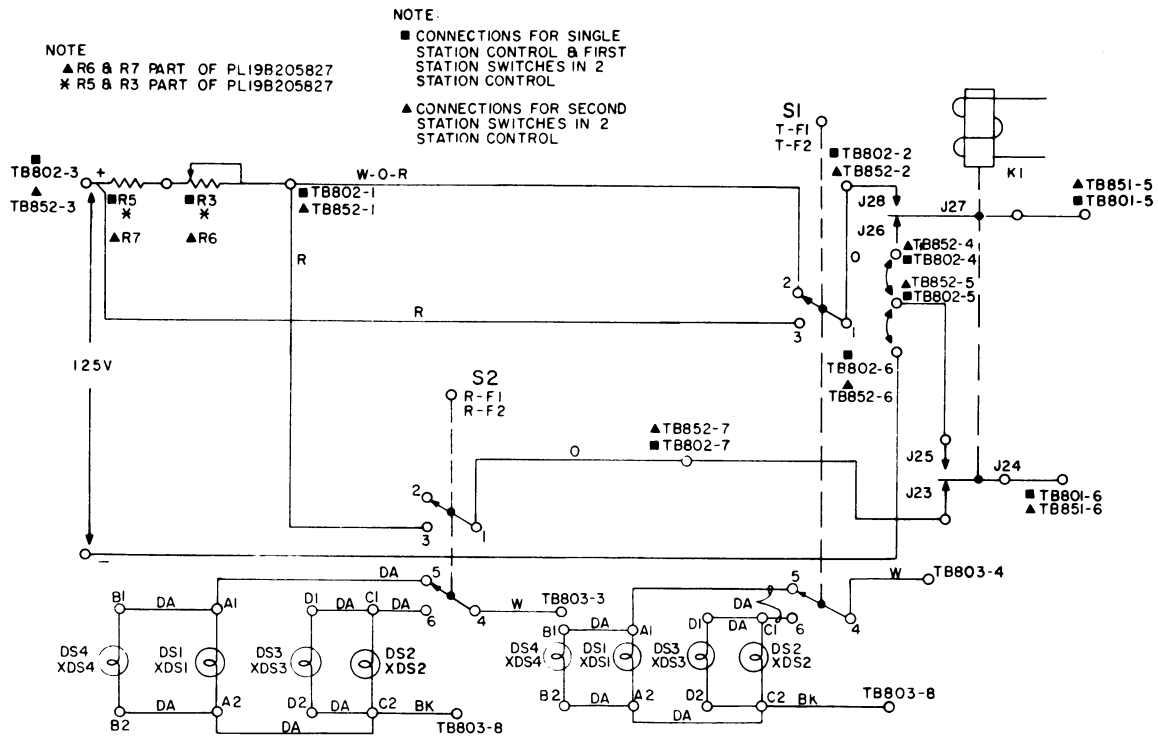 NOTE
▲ R6 & R7 PART OF PL19B205827
* R5 & R3 PART OF PL19B205827
NOTE:
■ CONNECTIONS FOR SINGLE
STATION CONTROL & FIRST
STATION SWITCHES IN 2
STATION CONTROL
▲ CONNECTIONS FOR SECOND
STATION SWITCHES IN 2
STATION CONTROL
S1
T-F1
T-F2
K1
■
TB802-3
▲
TB852-3
+
■ R5
*
▲ R7
■ R3
*
▲ R6
W-O-R
■ TB802-1
▲ TB852-1
■ TB802-2
▲ TB852-2
J28
J27
J26
▲ TB851-5
■ TB801-5
▲ TB852-4
■ TB802-4
▲ TB852-5
■ TB802-5
O
R
R
2
3
1
125V
■
TB802-6
▲
TB852-6
S2
R-F1
R-F2
▲ TB852-7
■ TB802-7
O
J25
J24
J23
■ TB801-6
▲ TB851-6
2
3
1
−
DA
5
6
4
W
TB803-3
B1
DA
A1
D1
DA
C1
DA
DS4
XDS4
DS1
XDS1
DS3
XDS3
DS2
XDS2
B2
DA
A2
D2
DA
C2
BK
TB803-8
DA
5
6
4
W
TB803-4
DA
B1
DA
A1
D1
DA
C1
DS4
XDS4
DS1
XDS1
DS3
XDS3
DS2
XDS2
B2
DA
A2
D2
DA
C2
BK
TB803-8
DA